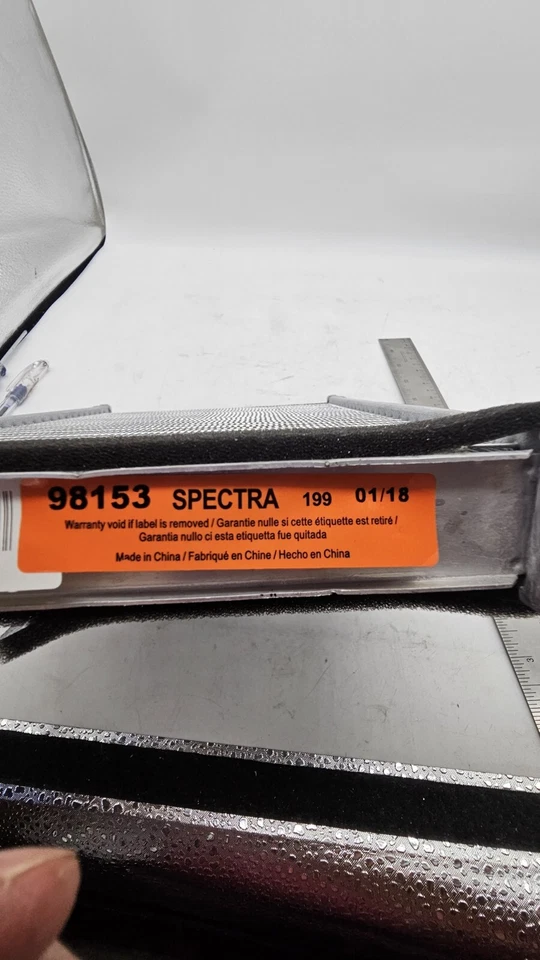 98153 SPECTRA 199 01/18
Warranty void if label is removed / Garantie nulle si cette étiquette est retiré /
Garantia nullo ci esta etiquetta fue quitada
Made in China / Fabriqué en Chine / Hecho en China
3